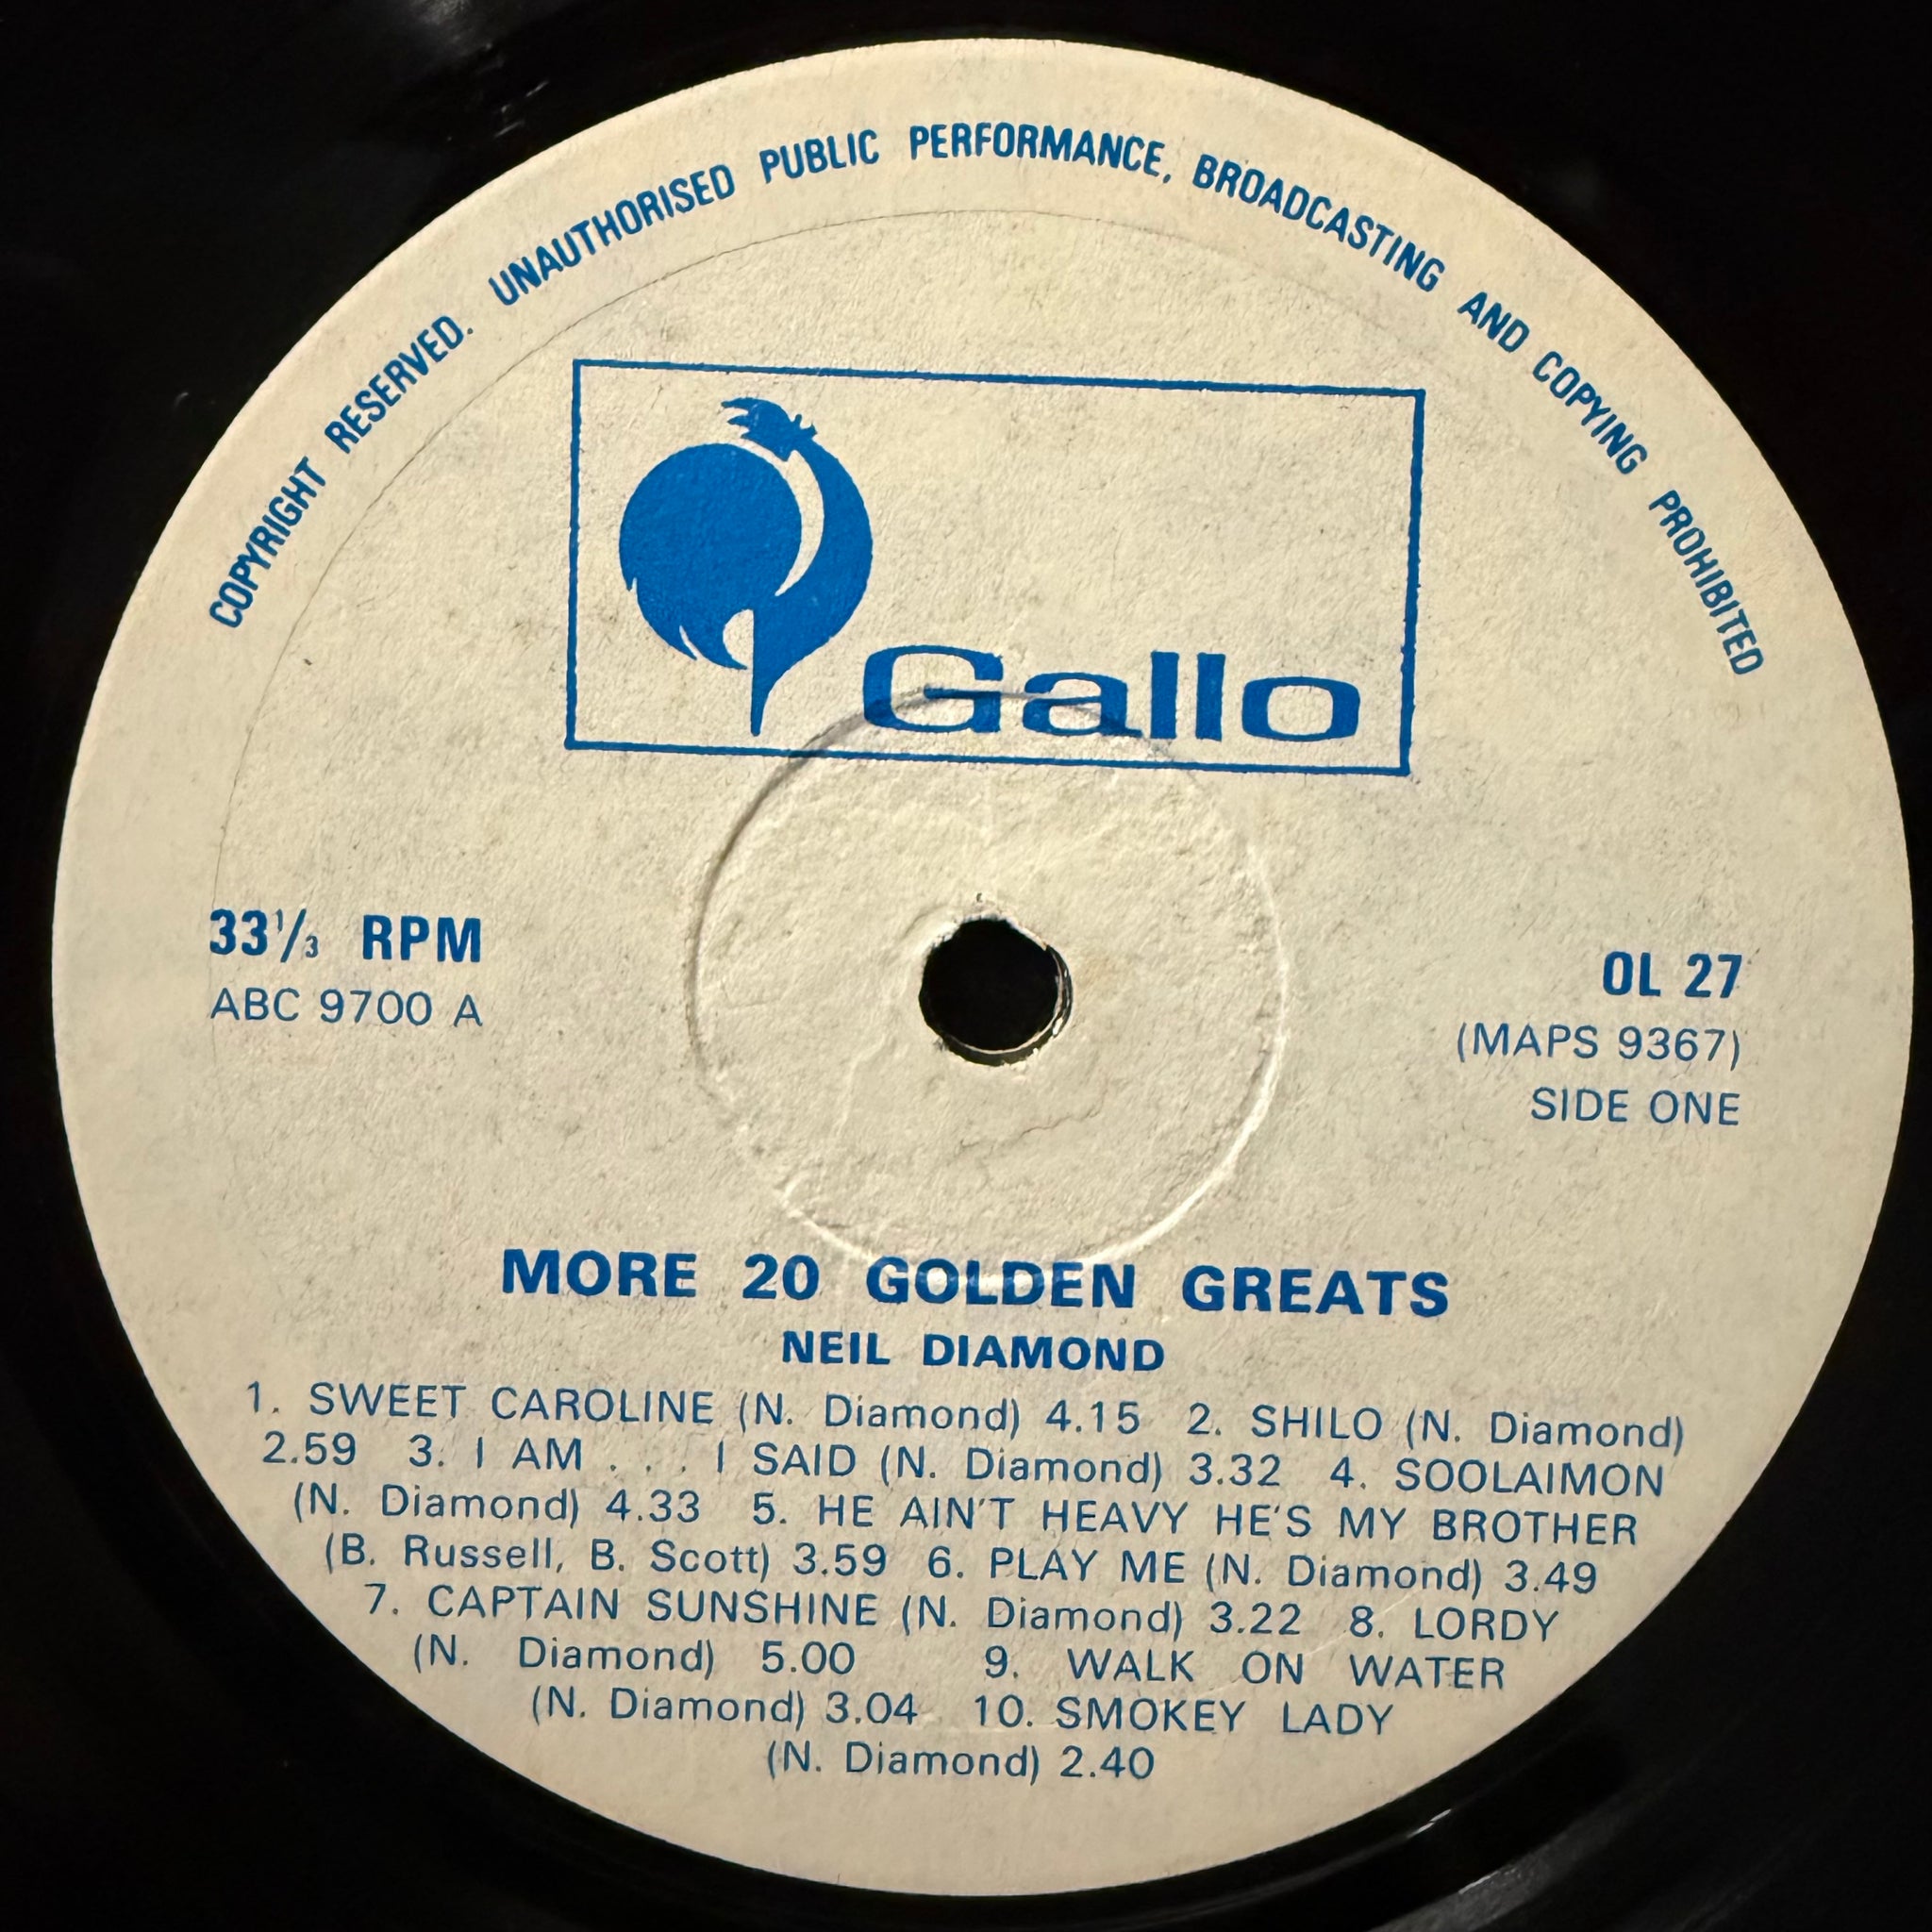 COPYRIGHT RESERVED. UNAUTHORISED PUBLIC PERFORMANCE, BROADCASTING AND COPYING PROHIBITED
Gallo
33 1/3 RPM
ABC 9700 A
OL 27
(MAPS 9367)
SIDE ONE
MORE 20 GOLDEN GREATS
NEIL DIAMOND
1. SWEET CAROLINE (N. Diamond) 4.15 2. SHILO (N. Diamond)
2.59 3. I AM . . . I SAID (N. Diamond) 3.32 4. SOOLAIMON
(N. Diamond) 4.33 5. HE AIN'T HEAVY HE'S MY BROTHER
(B. Russell, B. Scott) 3.59 6. PLAY ME (N. Diamond) 3.49
7. CAPTAIN SUNSHINE (N. Diamond) 3.22 8. LORDY
(N. Diamond) 5.00 9. WALK ON WATER
(N. Diamond) 3.04 10. SMOKEY LADY
(N. Diamond) 2.40